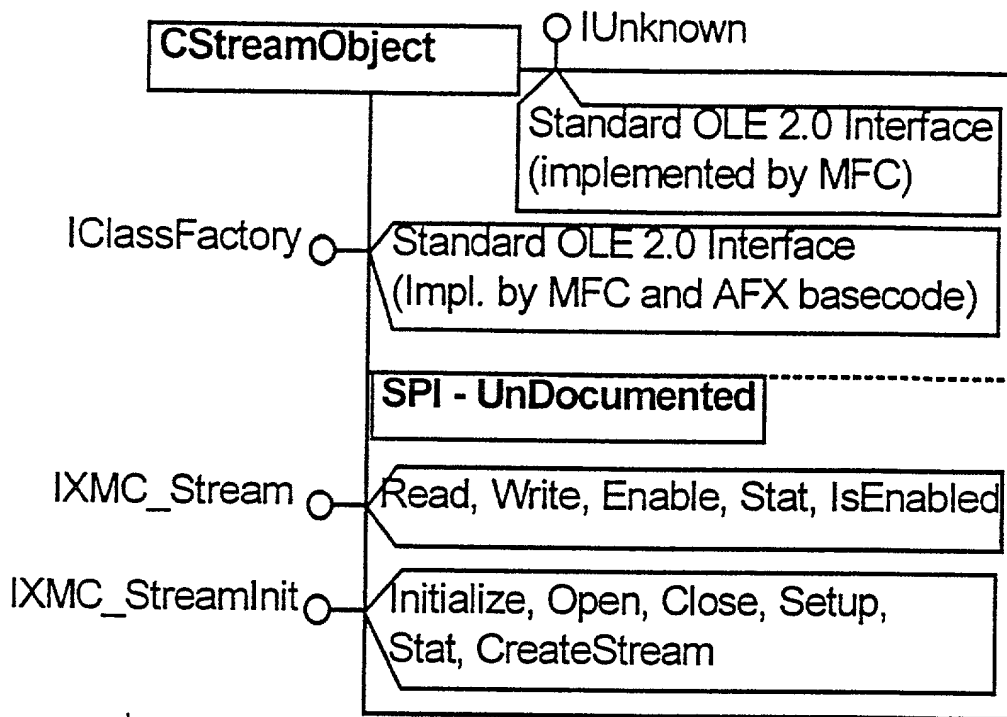 CStreamObject
IUnknown
Standard OLE 2.0 Interface
(implemented by MFC)
IClassFactory
Standard OLE 2.0 Interface
(Impl. by MFC and AFX basecode)
SPI - UnDocumented
IXMC_Stream
Read, Write, Enable, Stat, IsEnabled
IXMC_StreamInit
Initialize, Open, Close, Setup,
Stat, CreateStream